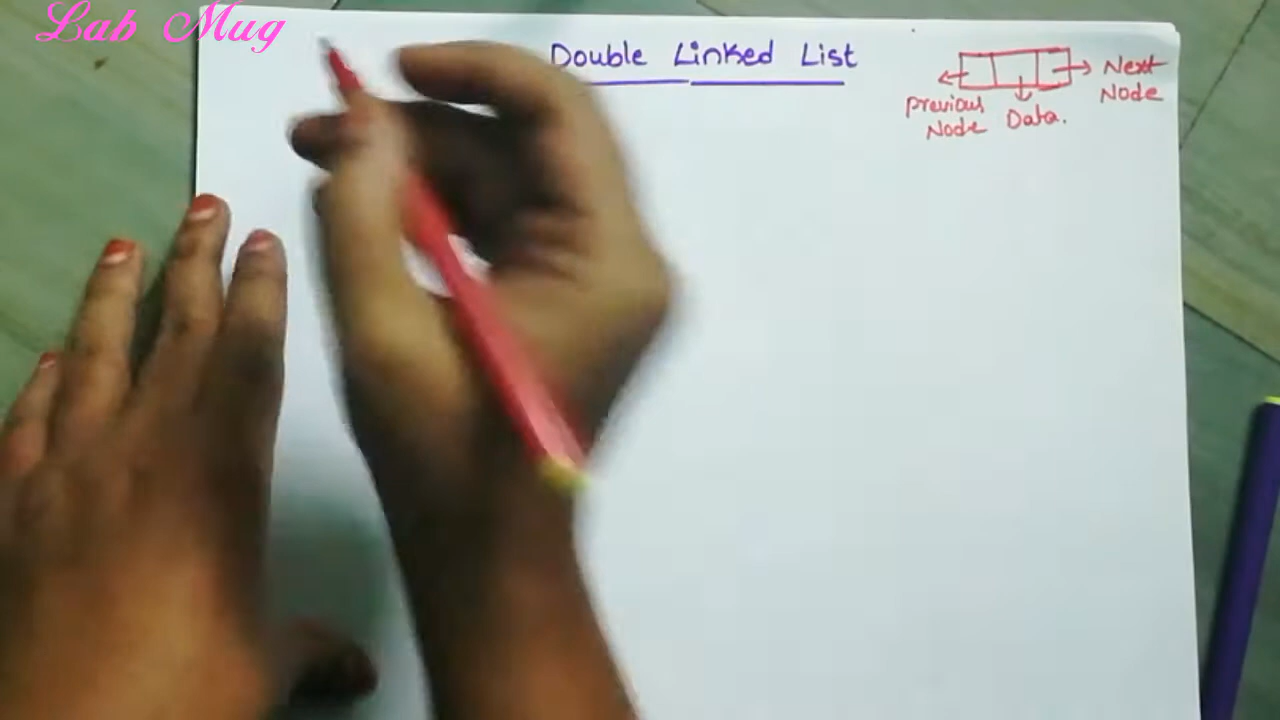 Lab Mug
Double Linked List
Next
Node
Previous
Node
Data.